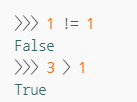 >>> 1 != 1
False
>>> 3 > 1
True